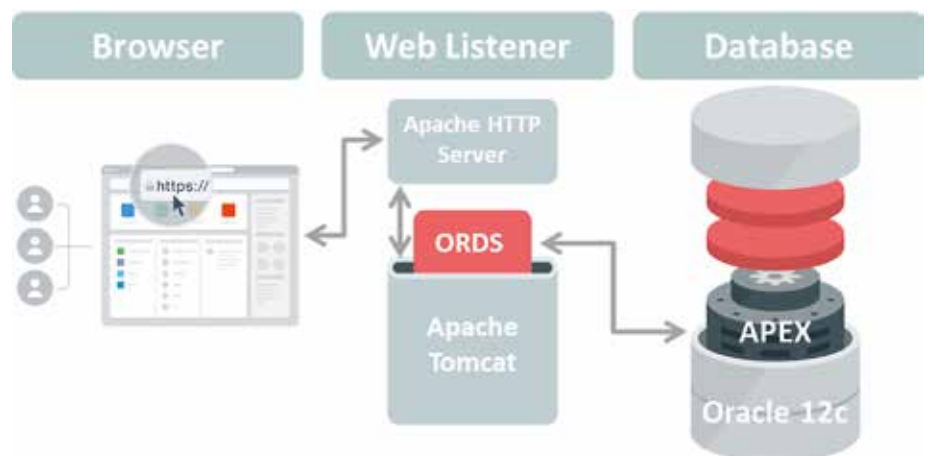 Browser
Web Listener
Database
Apache HTTP
Server
https://
ORDS
Apache
Tomcat
APEX
Oracle 12c